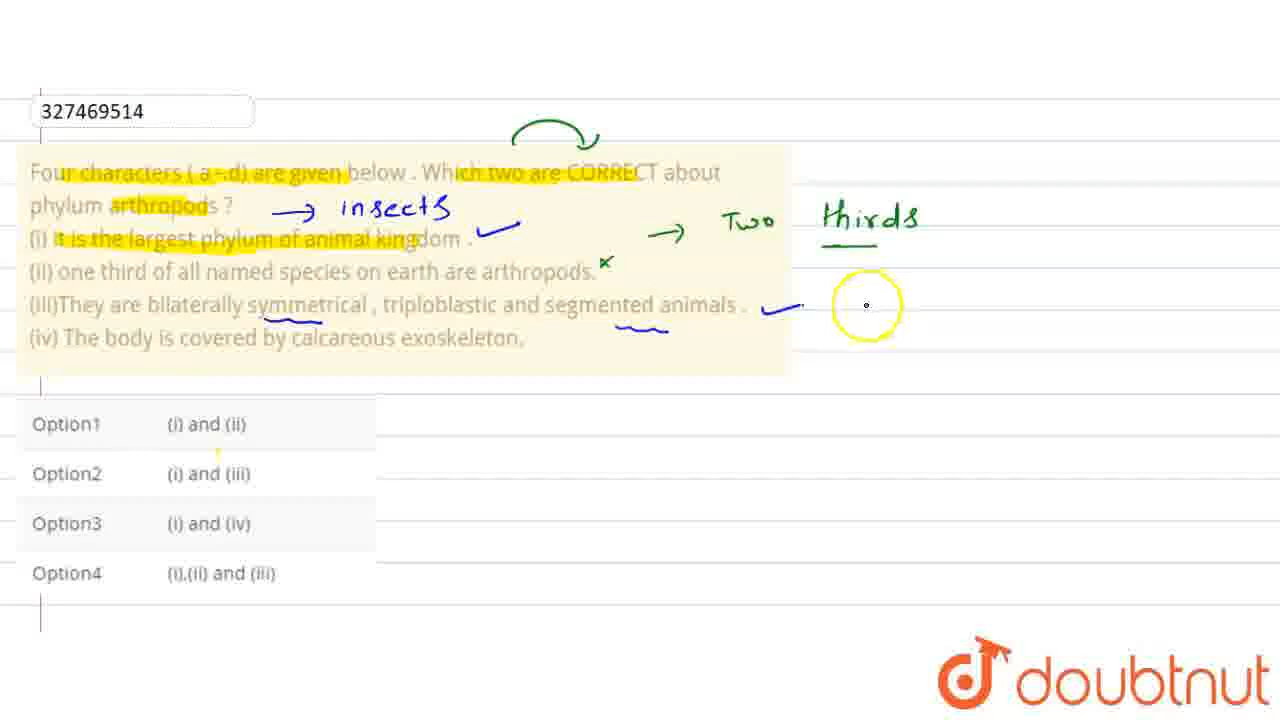 327469514
Four characters ( a - d) are given below . Which two are CORRECT about
phylum arthropods ?
→ insects
(i) it is the largest phylum of animal kingdom .
→ Two thirds
(ii) one third of all named species on earth are arthropods.
(iii)They are bilaterally symmetrical , triploblastic and segmented animals .
(iv) The body is covered by calcareous exoskeleton.
Option1 (i) and (ii)
Option2 (i) and (iii)
Option3 (i) and (iv)
Option4 (i),(ii) and (iii)
doubtnut